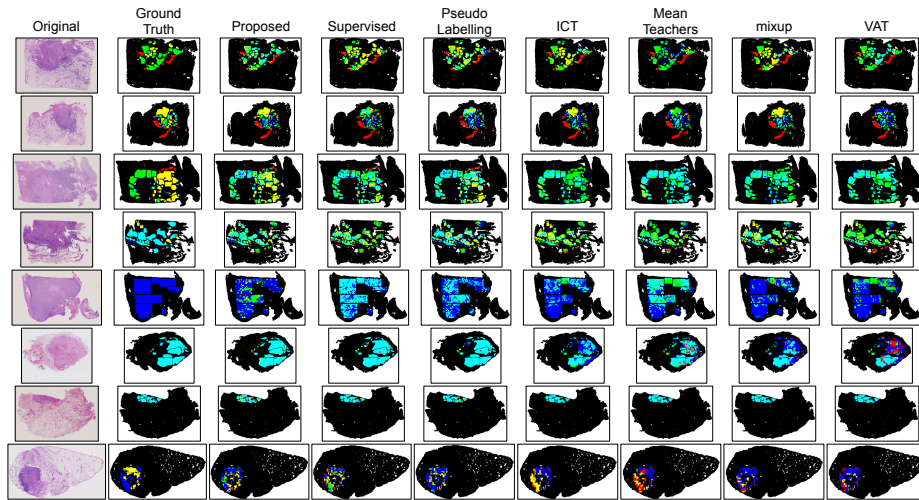 Original
Ground
Truth
Proposed
Supervised
Pseudo
Labelling
ICT
Mean
Teachers
mixup
VAT